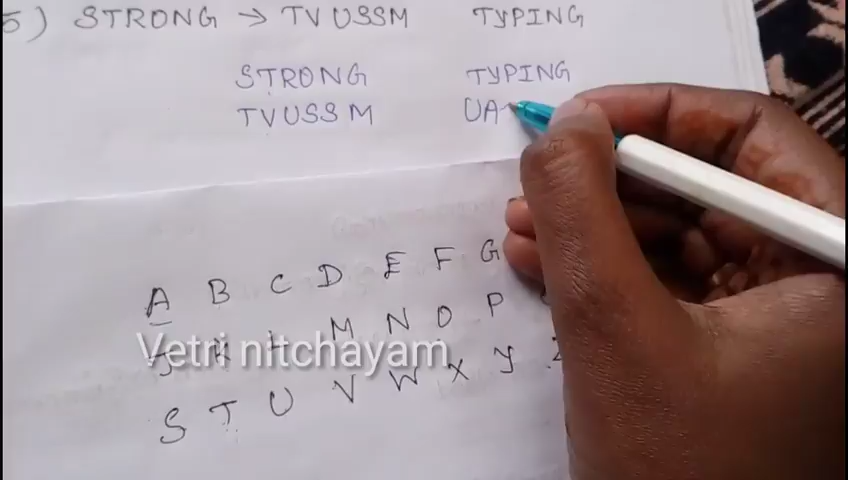 5) STRONG → TVUSSM TYPING
STRONG TYPING
TVUSSM UA
A B C D E F G
J K L M N O P
Vetri nitchayam
S T U V W X Y Z